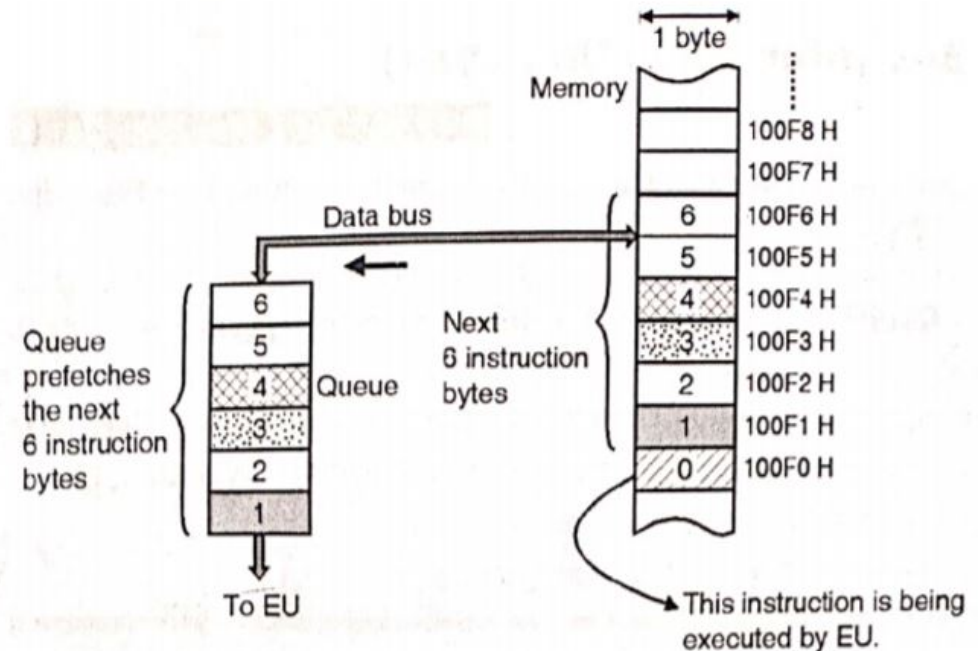 1 byte
Memory
100F8 H
100F7 H
6 100F6 H
Data bus
5 100F5 H
4 100F4 H
3 100F3 H
2 100F2 H
1 100F1 H
0 100F0 H
Next
6 instruction
bytes
6
5
4
3
2
1
Queue
Queue
prefetches
the next
6 instruction
bytes
To EU
This instruction is being
executed by EU.